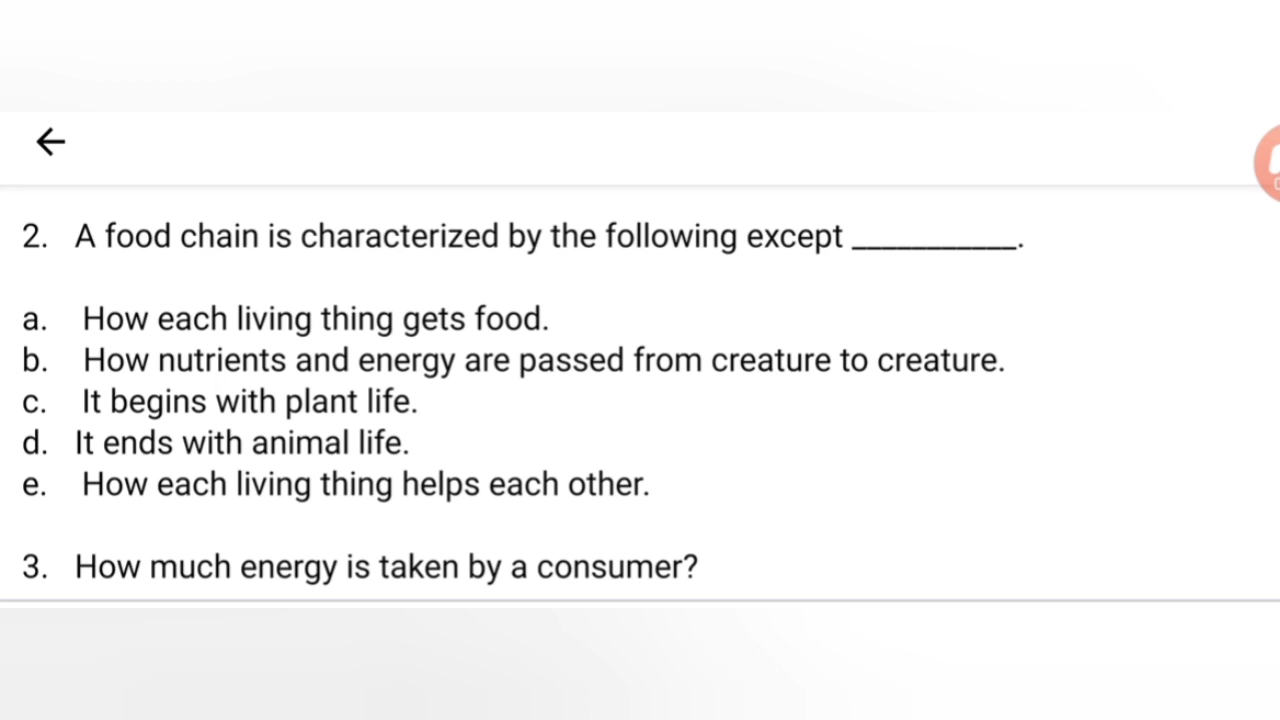 2. A food chain is characterized by the following except ___________.
a. How each living thing gets food.
b. How nutrients and energy are passed from creature to creature.
c. It begins with plant life.
d. It ends with animal life.
e. How each living thing helps each other.
3. How much energy is taken by a consumer?